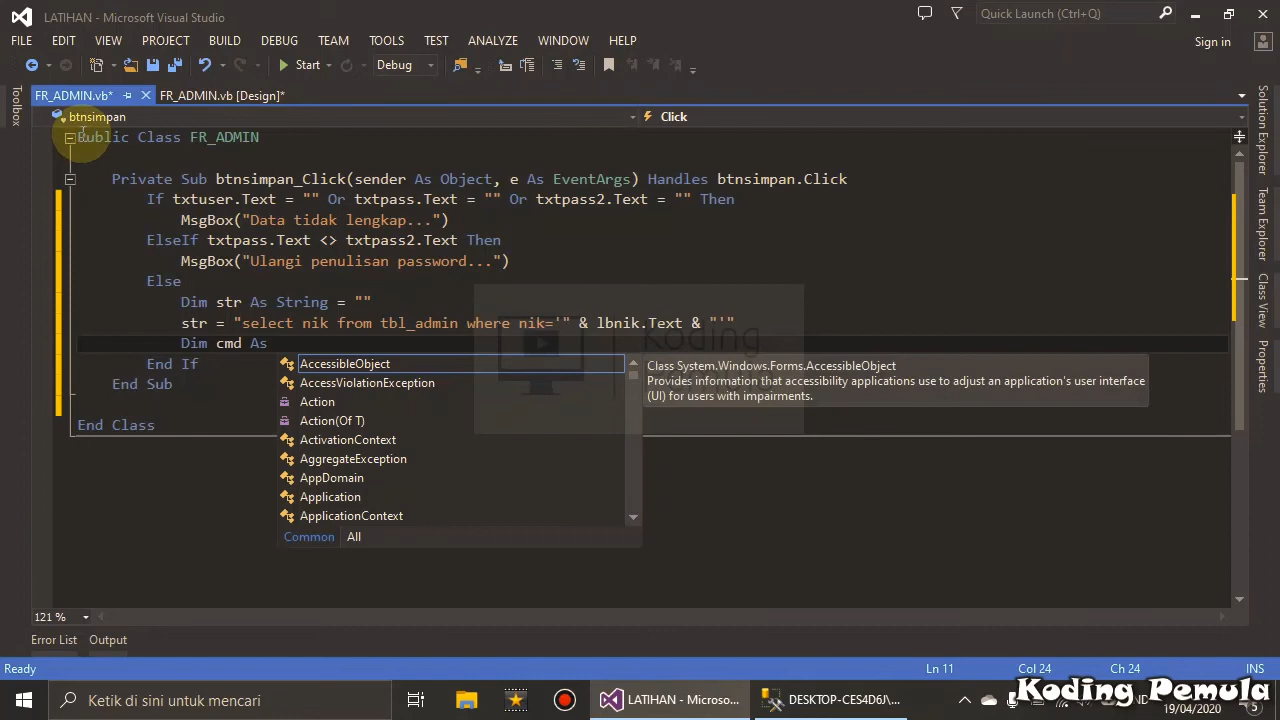 LATIHAN - Microsoft Visual Studio
Quick Launch (Ctrl+Q)
FILE EDIT VIEW PROJECT BUILD DEBUG TEAM TOOLS TEST ANALYZE WINDOW HELP
Sign in
Start Debug
FR_ADMIN.vb* FR_ADMIN.vb [Design]*
Toolbox
btnsimpan Click
Public Class FR_ADMIN
Private Sub btnsimpan_Click(sender As Object, e As EventArgs) Handles btnsimpan.Click
If txtuser.Text = "" Or txtpass.Text = "" Or txtpass2.Text = "" Then
MsgBox("Data tidak lengkap...")
ElseIf txtpass.Text <> txtpass2.Text Then
MsgBox("Ulangi penulisan password...")
Else
Dim str As String = ""
str = "select nik from tbl_admin where nik='" & lbnik.Text & "'"
Dim cmd As
End If
End Sub
End Class
AccessibleObject
AccessViolationException
Action
Action(Of T)
ActivationContext
AggregateException
AppDomain
Application
ApplicationContext
Common All
Class System.Windows.Forms.AccessibleObject
Provides information that accessibility applications use to adjust an application's user interface
(UI) for users with impairments.
Koding
Solution Explorer
Team Explorer
Class View
Properties
121 %
Error List Output
Ready Ln 11 Col 24 Ch 24 INS
Ketik di sini untuk mencari
LATIHAN - Microso...
DESKTOP-CES4D6J\...
Koding Pemula
19/04/2020
5